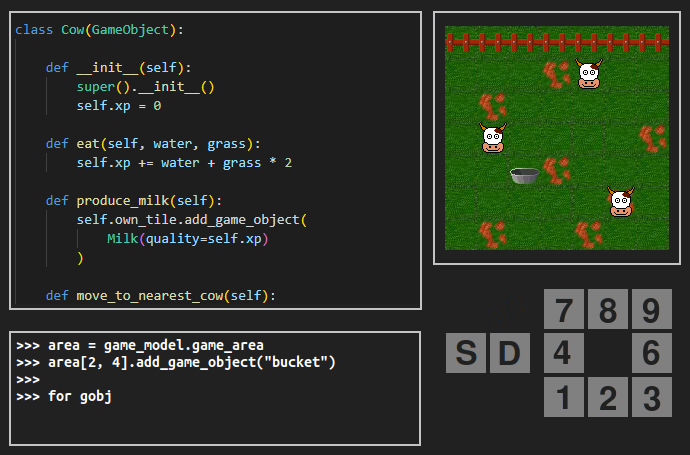 class Cow(GameObject):
def __init__(self):
super().__init__()
self.xp = 0
def eat(self, water, grass):
self.xp += water + grass * 2
def produce_milk(self):
self.own_tile.add_game_object(
Milk(quality=self.xp)
)
def move_to_nearest_cow(self):
>>> area = game_model.game_area
>>> area[2, 4].add_game_object("bucket")
>>>
>>> for gobj
7 8 9
S D 4 6
1 2 3